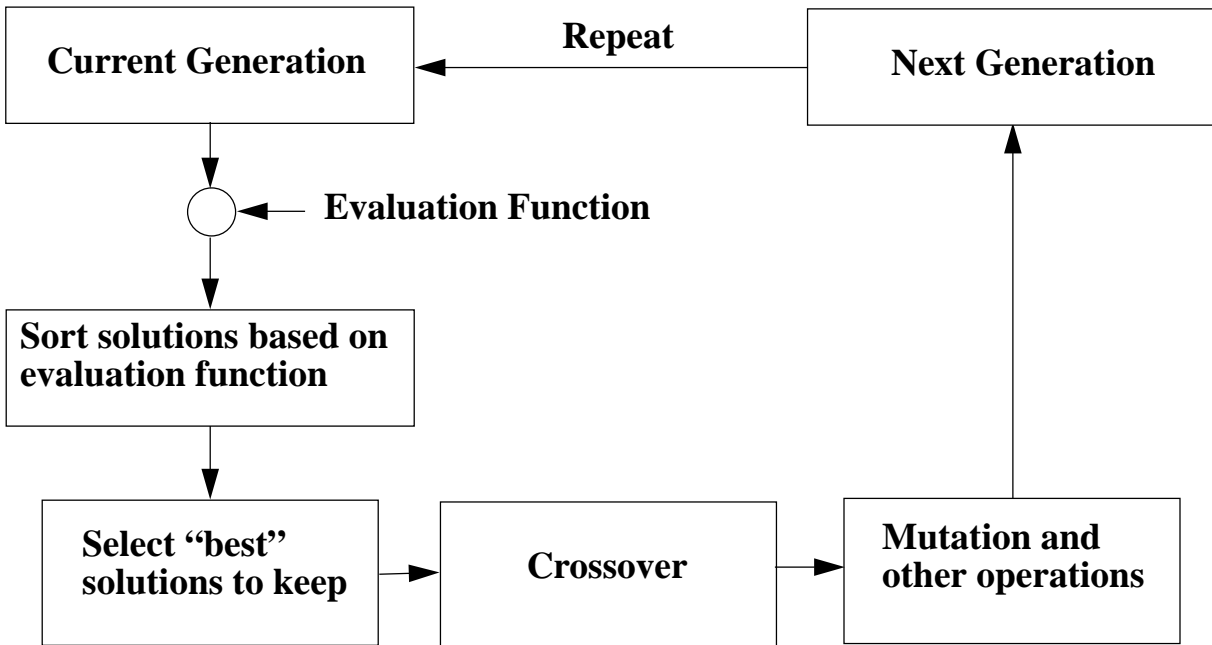 Current Generation
Repeat
Next Generation
Evaluation Function
Sort solutions based on
evaluation function
Select “best”
solutions to keep
Crossover
Mutation and
other operations